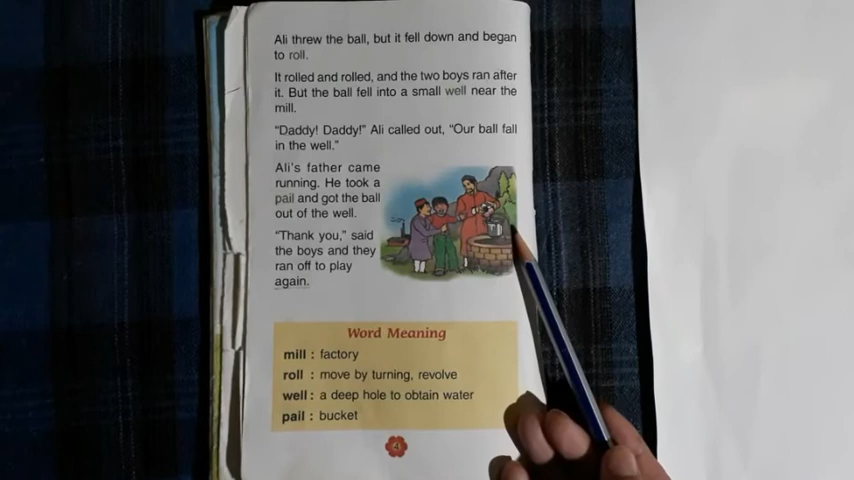 Ali threw the ball, but it fell down and began
to roll.
It rolled and rolled, and the two boys ran after
it. But the ball fell into a small well near the
mill.
"Daddy! Daddy!" Ali called out, "Our ball fall
in the well."
Ali's father came
running. He took a
pail and got the ball
out of the well.
"Thank you," said
the boys and they
ran off to play
again.
Word Meaning
mill : factory
roll : move by turning, revolve
well : a deep hole to obtain water
pail : bucket
4